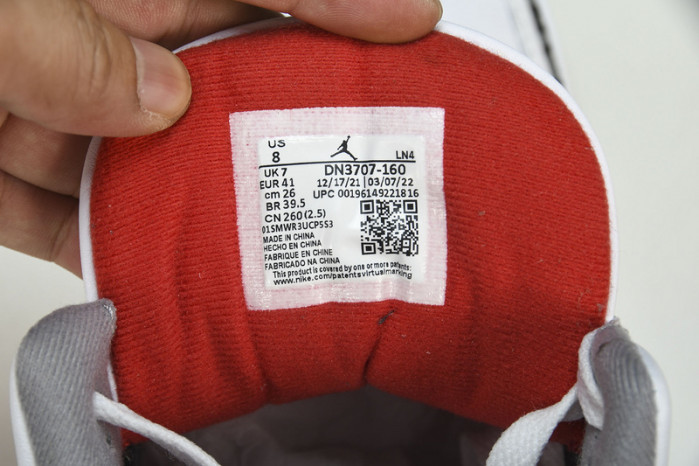 US
8
LN4
UK 7
DN3707-160
EUR 41
12/17/21 | 03/07/22
cm 26
UPC 00196149221816
BR 39.5
CN 260 (2.5)
01SMWR3UCPSS3
MADE IN CHINA
HECHO EN CHINA
FABRIQUE EN CHINE
FABRICADO NA CHINA
This product is covered by one or more patents:
www.nike.com/patentsvirtualmarking